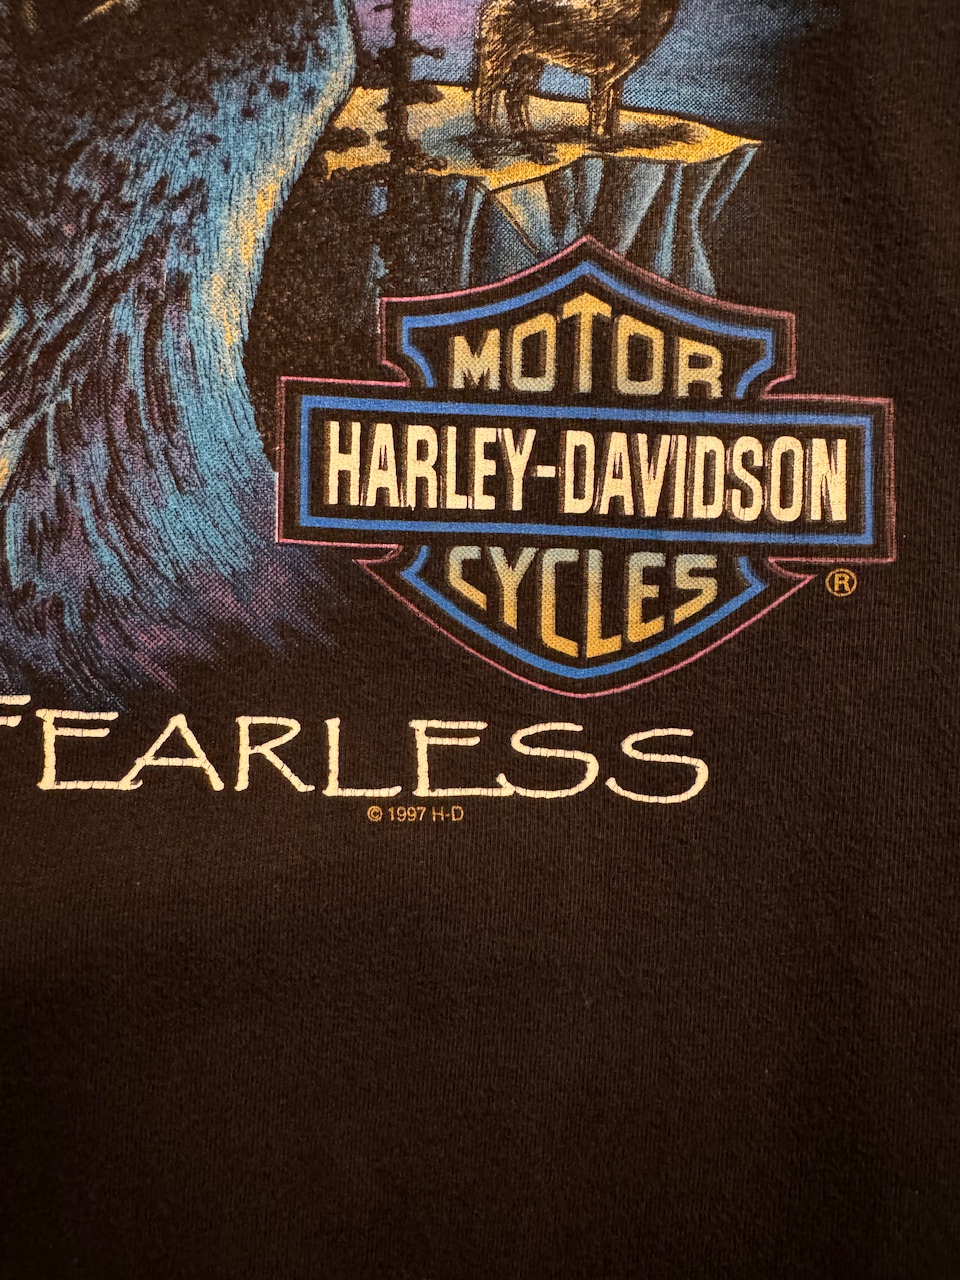 MOTOR
HARLEY-DAVIDSON
CYCLES
®
FEARLESS
© 1997 H-D